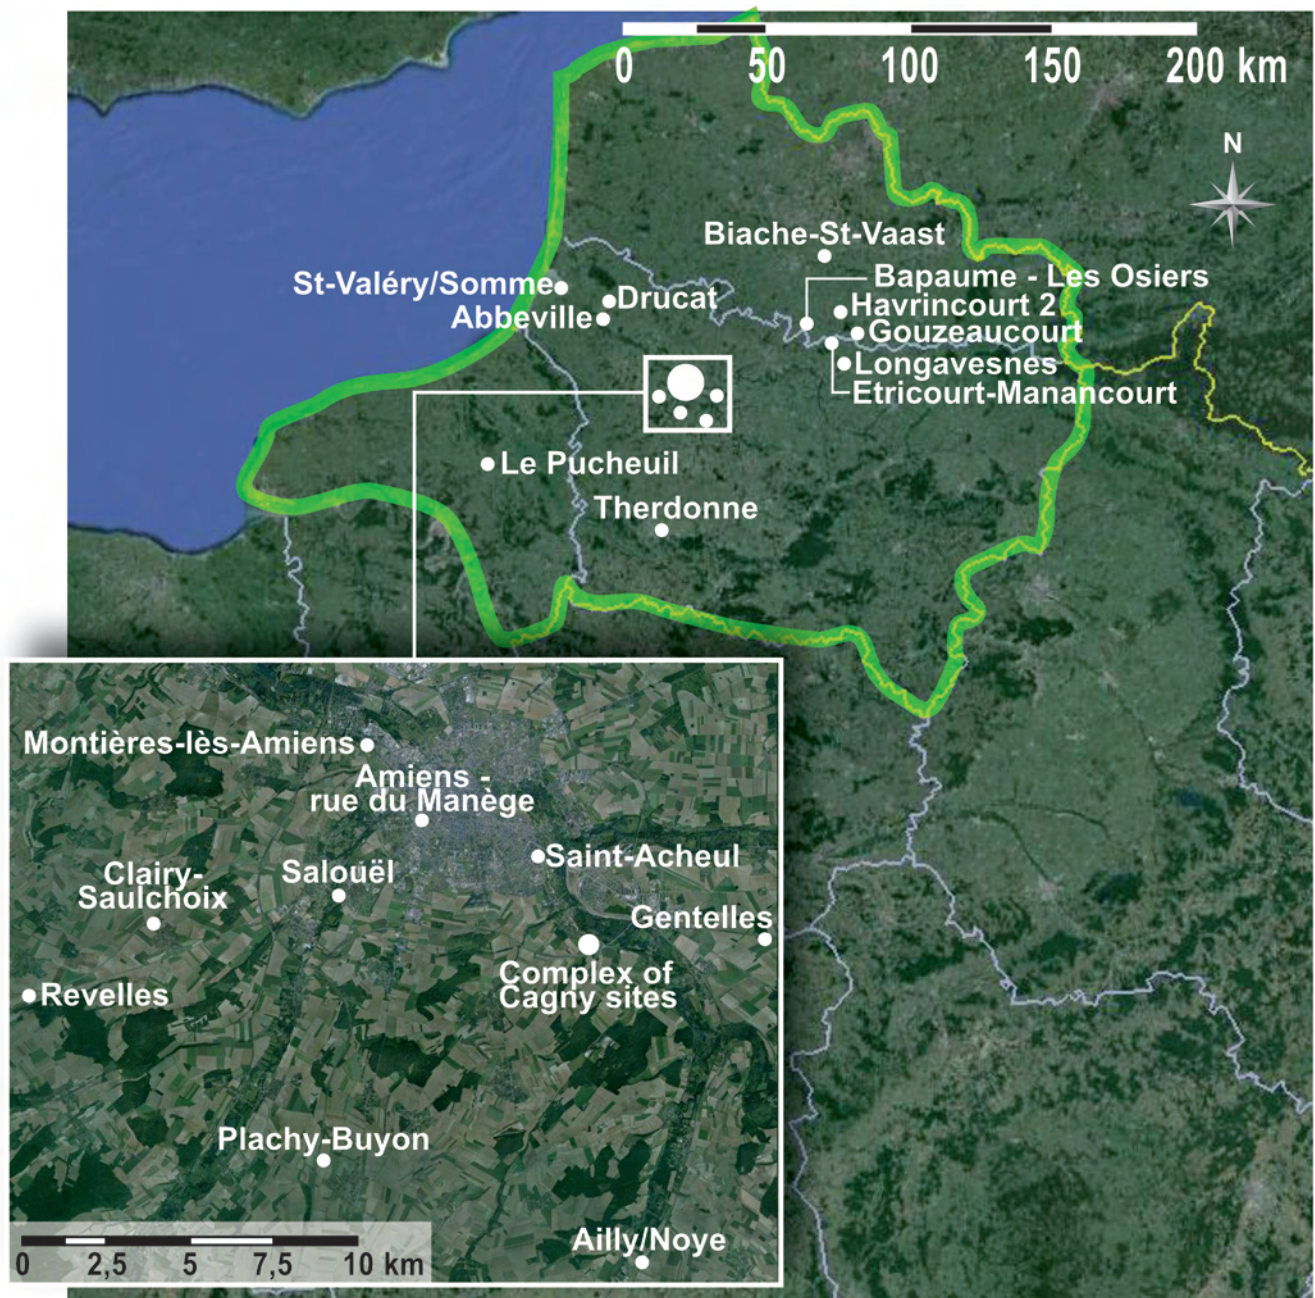 0 50 100 150 200 km
N
Biache-St-Vaast
Bapaume - Les Osiers
St-Valéry/Somme
Drucat
Havrincourt 2
Abbeville
Gouzeaucourt
Longavesnes
Etricourt-Manancourt
Le Pucheuil
Therdonne
Montières-lès-Amiens
Amiens -
rue du Manège
Saint-Acheul
Clairy-
Saulchoix
Salouël
Gentelles
Complex of
Cagny sites
Revelles
Plachy-Buyon
Ailly/Noye
0 2,5 5 7,5 10 km